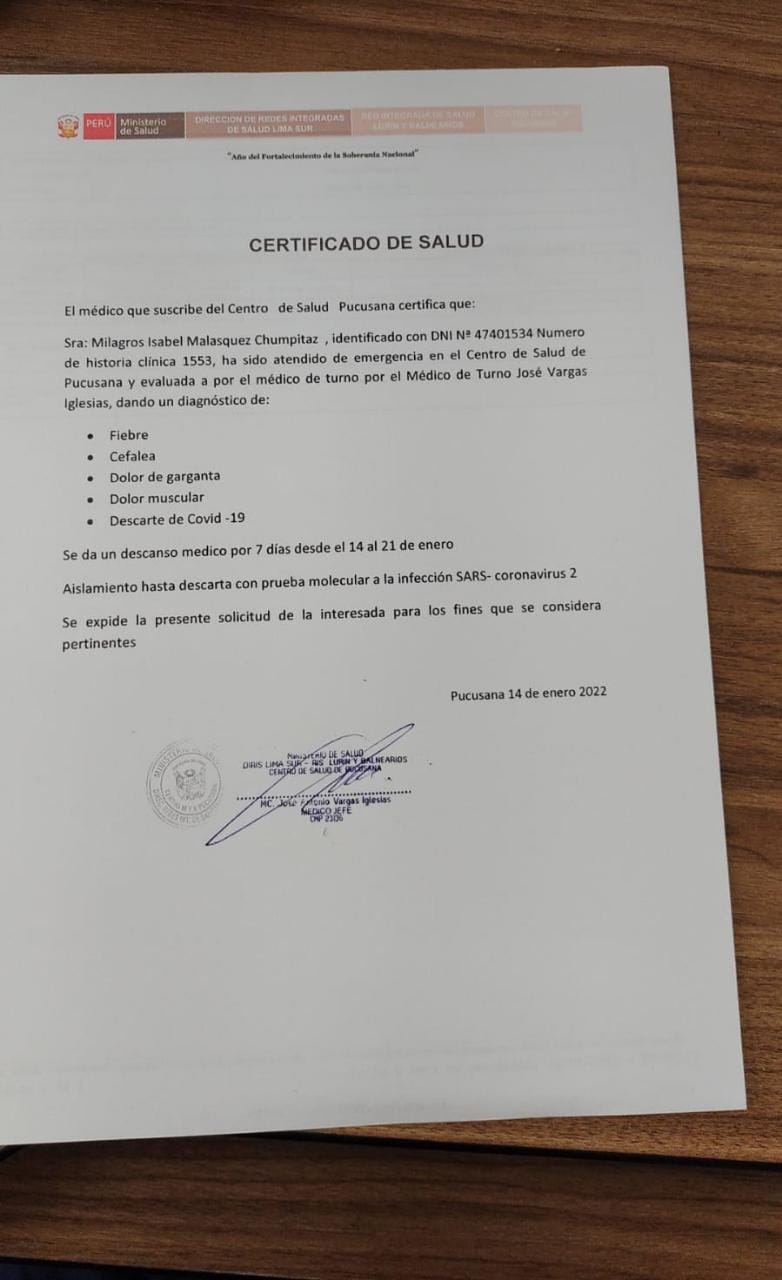 PERÚ
Ministerio
de Salud
DIRECCION DE REDES INTEGRADAS
DE SALUD LIMA SUR
RED INTEGRADA DE SALUD
LURIN Y BALNEARIOS
CENTRO DE SALUD
"Año del Fortalecimiento de la Soberanía Nacional"
CERTIFICADO DE SALUD
El médico que suscribe del Centro de Salud Pucusana certifica que:
Sra: Milagros Isabel Malasquez Chumpitaz , identificado con DNI Nª 47401534 Numero
de historia clínica 1553, ha sido atendido de emergencia en el Centro de Salud de
Pucusana y evaluada a por el médico de turno por el Médico de Turno José Vargas
Iglesias, dando un diagnóstico de:
• Fiebre
• Cefalea
• Dolor de garganta
• Dolor muscular
• Descarte de Covid -19
Se da un descanso medico por 7 días desde el 14 al 21 de enero
Aislamiento hasta descarta con prueba molecular a la infección SARS- coronavirus 2
Se expide la presente solicitud de la interesada para los fines que se considera
pertinentes
Pucusana 14 de enero 2022
MINISTERIO DE SALUD
DIRIS LIMA SUR - RIS LURIN Y BALNEARIOS
CENTRO DE SALUD DE PUCUSANA
MC. José Antonio Vargas Iglesias
MEDICO JEFE